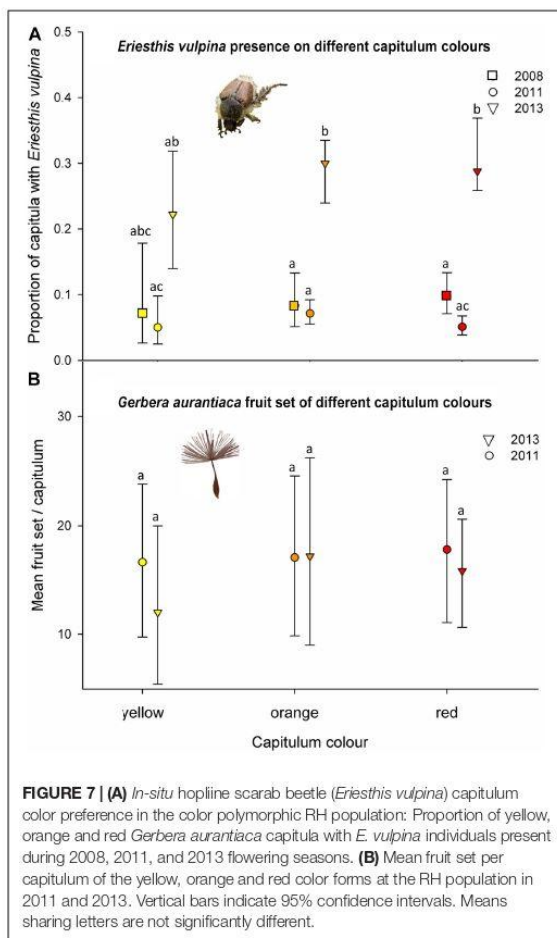 A
Eriesthis vulpina presence on different capitulum colours
2008
2011
2013
Proportion of capitula with Eriesthis vulpina
0.5
0.4
0.3
0.2
0.1
0.0
abc
ac
ab
a
a
b
a
ac
b
B
Gerbera aurantiaca fruit set of different capitulum colours
2013
2011
Mean fruit set / capitulum
30
20
10
a
a
a
a
a
a
yellow
orange
red
Capitulum colour
FIGURE 7 | (A) In-situ hopliine scarab beetle (Eriesthis vulpina) capitulum
color preference in the color polymorphic RH population: Proportion of yellow,
orange and red Gerbera aurantiaca capitula with E. vulpina individuals present
during 2008, 2011, and 2013 flowering seasons. (B) Mean fruit set per
capitulum of the yellow, orange and red color forms at the RH population in
2011 and 2013. Vertical bars indicate 95% confidence intervals. Means
sharing letters are not significantly different.